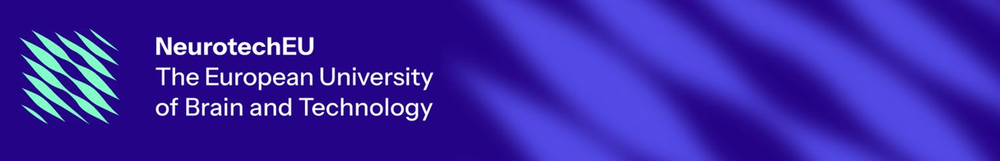 NeurotechEU
The European University
of Brain and Technology